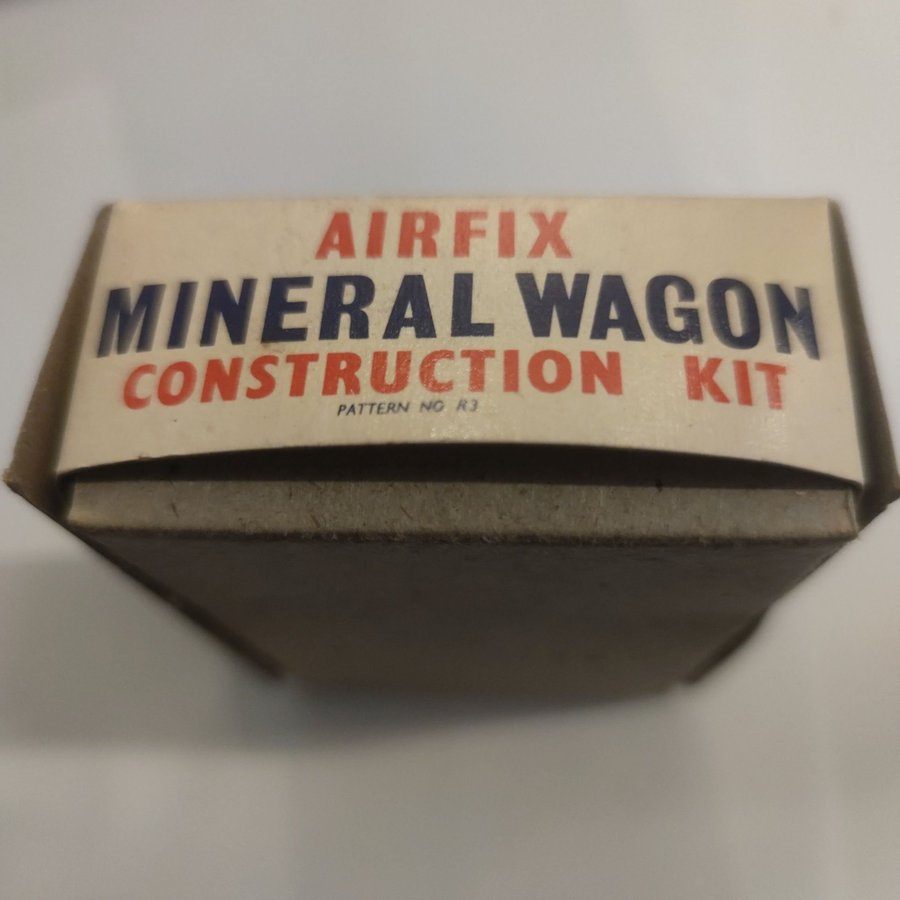 AIRFIX
MINERAL WAGON
CONSTRUCTION KIT
PATTERN NO R3